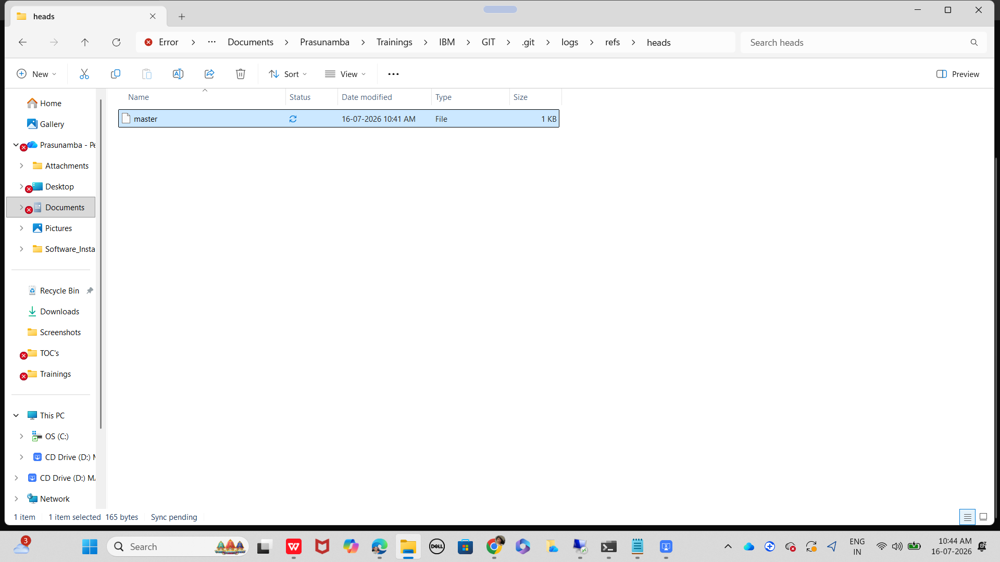 heads
Error > ... Documents > Prasunamba > Trainings > IBM > GIT > .git > logs > refs > heads
Search heads
New
Sort
View
Preview
Name Status Date modified Type Size
master 16-07-2026 10:41 AM File 1 KB
Home
Gallery
Prasunamba - Pe
Attachments
Desktop
Documents
Pictures
Software_Insta
Recycle Bin
Downloads
Screenshots
TOC's
Trainings
This PC
OS (C:)
CD Drive (D:) M
CD Drive (D:) MA
Network
1 item 1 item selected 165 bytes Sync pending
3
Search
W
DELL
ENG
IN
10:44 AM
16-07-2026